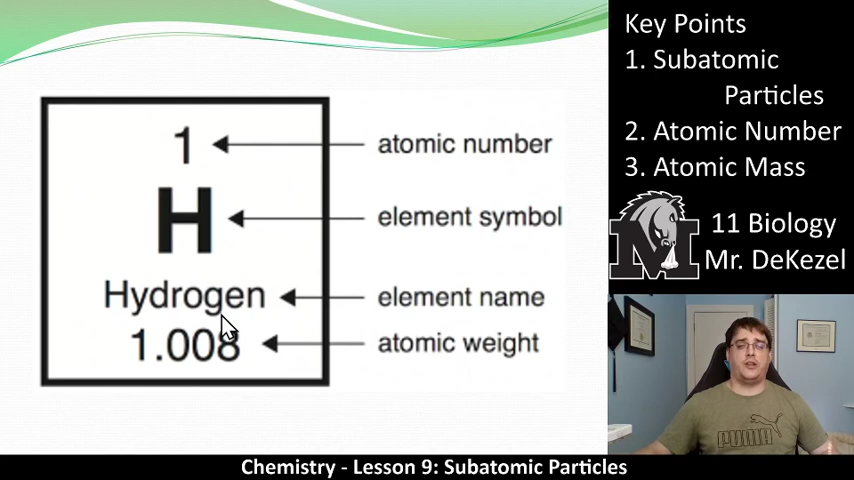 1
atomic number
H
element symbol
Hydrogen
element name
1.008
atomic weight
Key Points
1. Subatomic
Particles
2. Atomic Number
3. Atomic Mass
M
11 Biology
Mr. DeKezel
PUMA
Chemistry - Lesson 9: Subatomic Particles